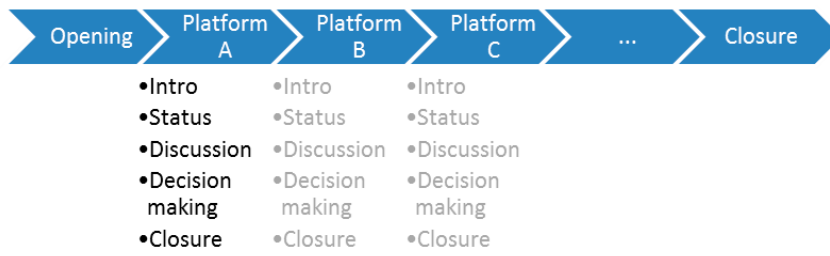 Opening
Platform
A
Platform
B
Platform
C
...
Closure
•Intro
•Status
•Discussion
•Decision
making
•Closure
•Intro
•Status
•Discussion
•Decision
making
•Closure
•Intro
•Status
•Discussion
•Decision
making
•Closure